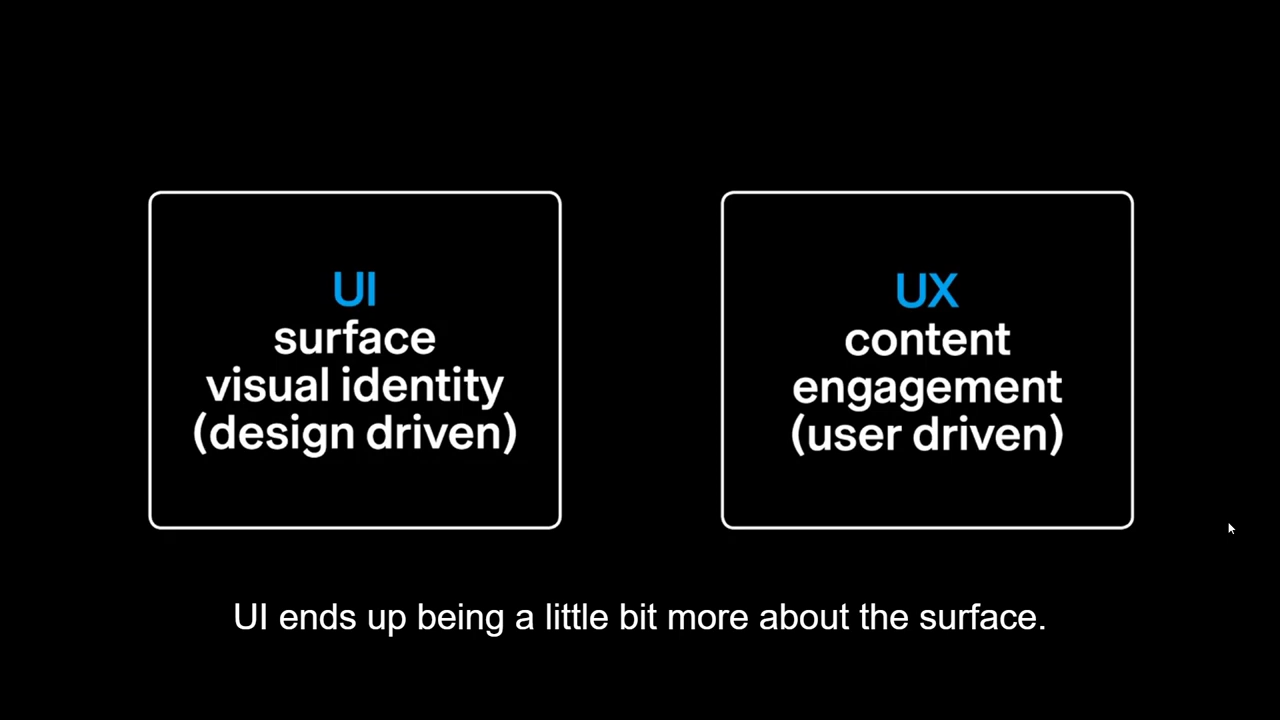 UI
surface
visual identity
(design driven)
UX
content
engagement
(user driven)
UI ends up being a little bit more about the surface.